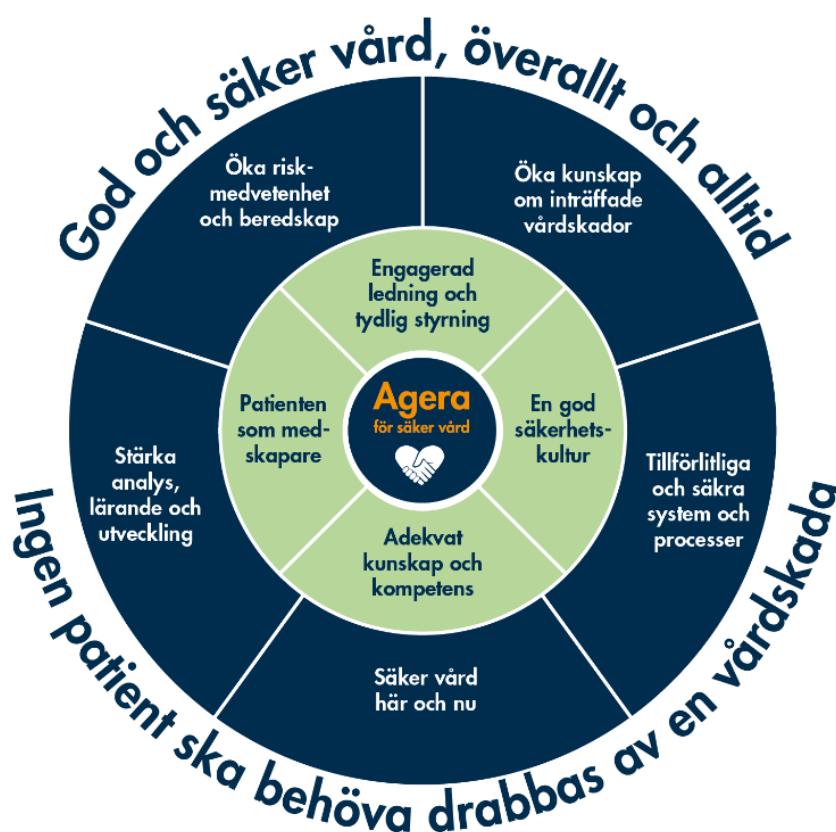 God och säker vård, överallt och alltid
Öka risk-
medvetenhet
och beredskap
Öka kunskap
om inträffade
vårdskador
Engagerad
ledning och
tydlig styrning
Patienten
som med-
skapare
Agera
för säker vård
En god
säkerhets-
kultur
Stärka
analys,
lärande och
utveckling
Tillförlitliga
och säkra
system och
processer
Adekvat
kunskap och
kompetens
Säker vård
här och nu
Ingen patient ska behöva drabbas av en vårdskada